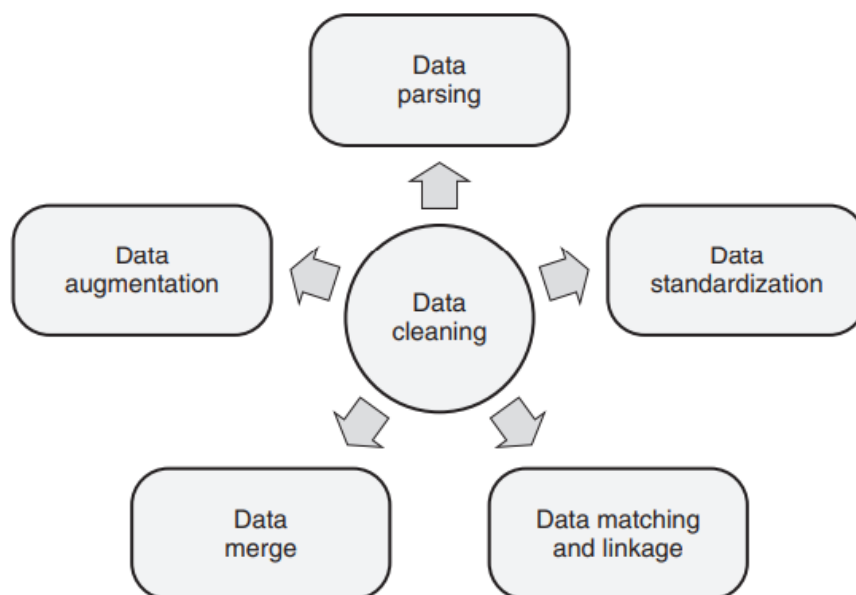 Data
parsing
Data
augmentation
Data
standardization
Data
cleaning
Data
merge
Data matching
and linkage